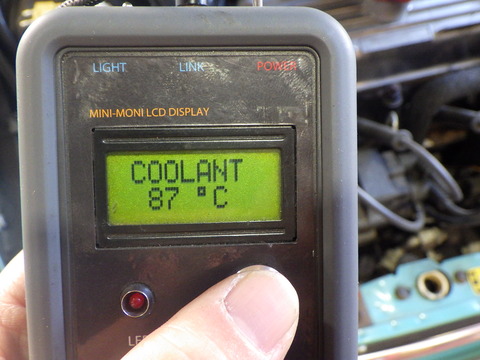 LIGHT LINK POWER
MINI-MONI LCD DISPLAY
COOLANT
87 °C